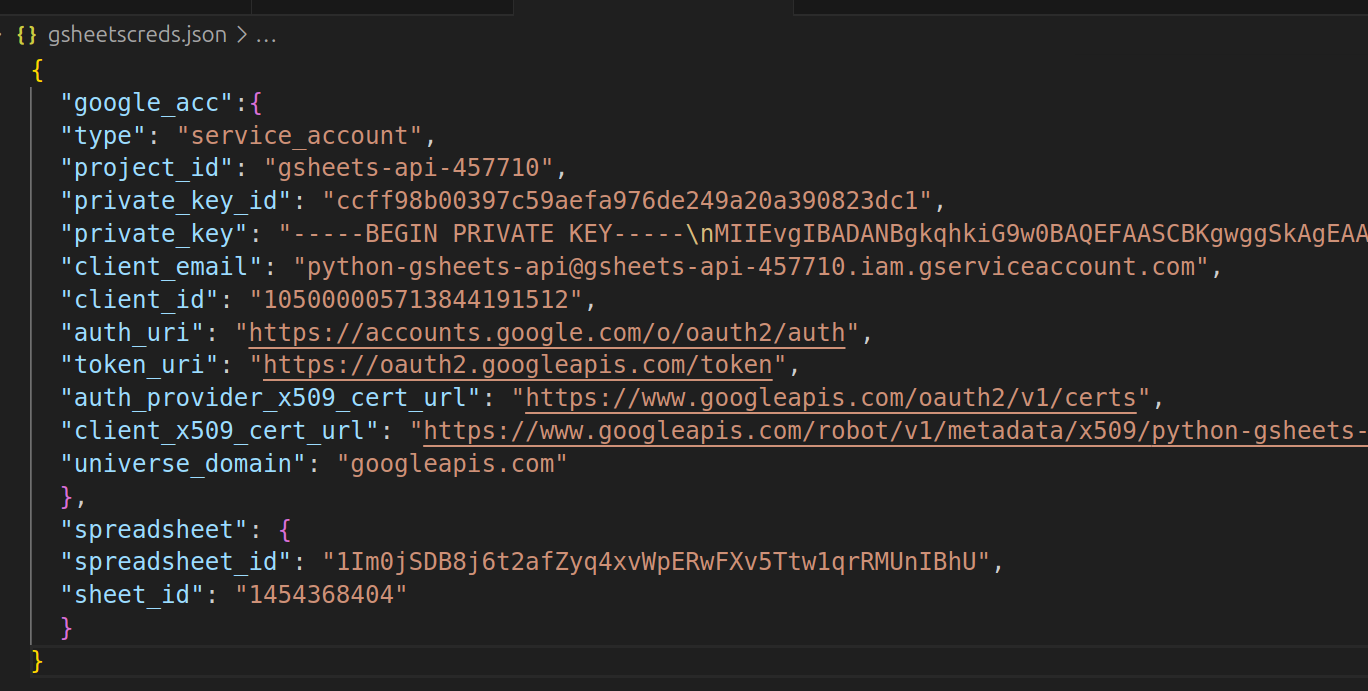 {} gsheetscreds.json > ...
{
"google_acc":{
"type": "service_account",
"project_id": "gsheets-api-457710",
"private_key_id": "ccff98b00397c59aefa976de249a20a390823dc1",
"private_key": "-----BEGIN PRIVATE KEY-----\nMIIEvgIBADANBgkqhkiG9w0BAQEFAASCBKgwggSkAgEAA
"client_email": "python-gsheets-api@gsheets-api-457710.iam.gserviceaccount.com",
"client_id": "105000005713844191512",
"auth_uri": "https://accounts.google.com/o/oauth2/auth",
"token_uri": "https://oauth2.googleapis.com/token",
"auth_provider_x509_cert_url": "https://www.googleapis.com/oauth2/v1/certs",
"client_x509_cert_url": "https://www.googleapis.com/robot/v1/metadata/x509/python-gsheets-
"universe_domain": "googleapis.com"
},
"spreadsheet": {
"spreadsheet_id": "1Im0jSDB8j6t2afZyq4xvWpERwFXv5Ttw1qrRMUnIBhU",
"sheet_id": "1454368404"
}
}